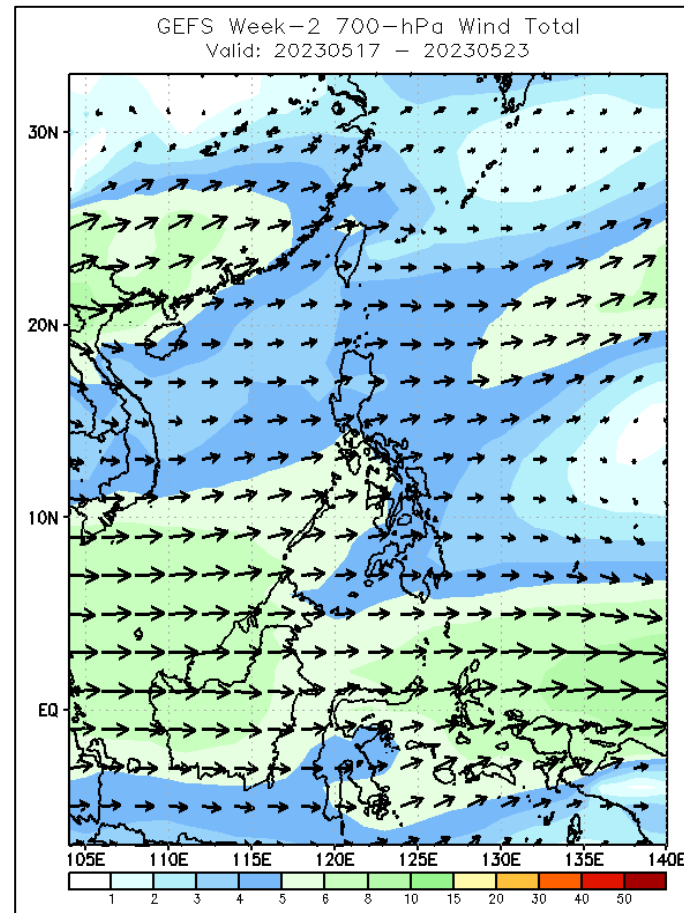 GEFS Week-2 700-hPa Wind Total
Valid: 20230517 - 20230523
30N
20N
10N
EQ
105E 110E 115E 120E 125E 130E 135E 140E
1 2 3 4 5 6 8 10 15 20 30 40 50